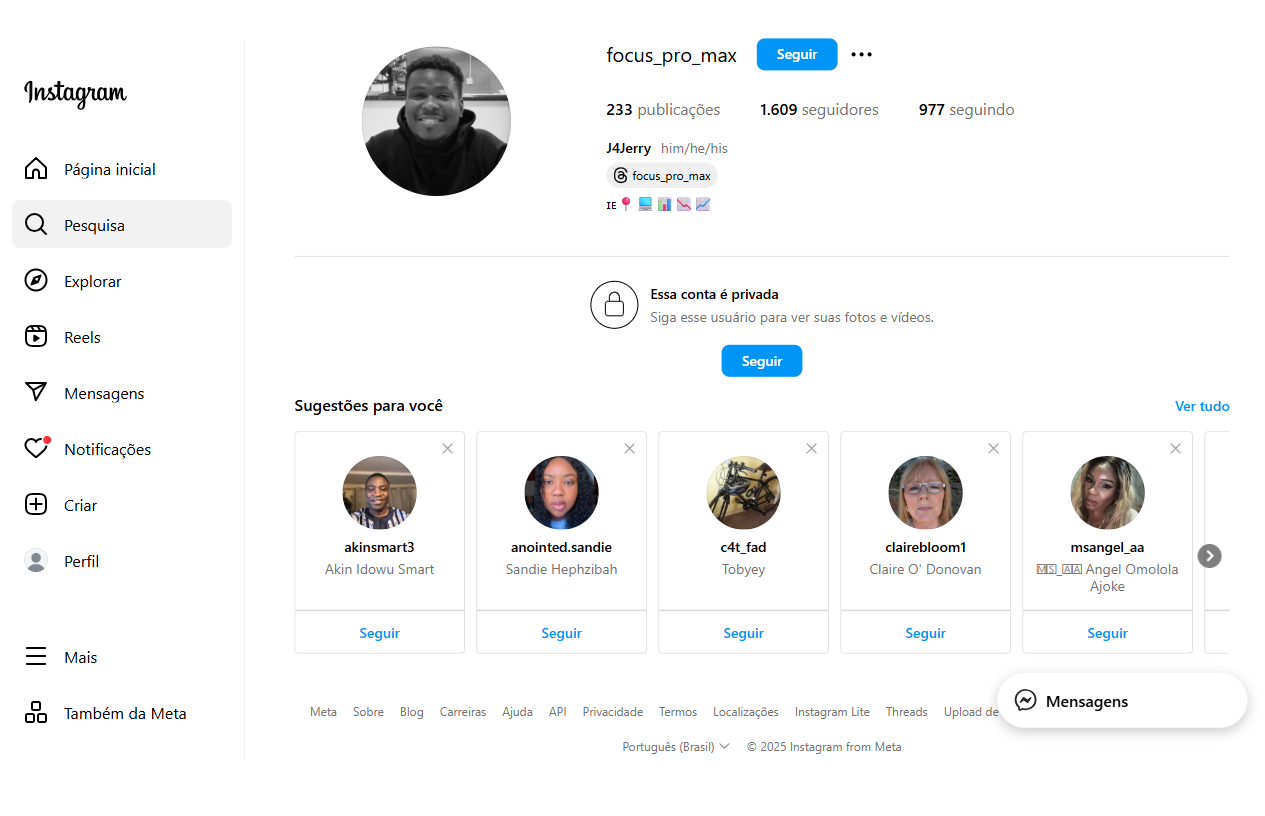 Instagram
Página inicial
Pesquisa
Explorar
Reels
Mensagens
Notificações
Criar
Perfil
Mais
Também da Meta
focus_pro_max Seguir
233 publicações 1.609 seguidores 977 seguindo
J4Jerry him/he/his
focus_pro_max
ɪᴇ📍💻📊📉📈
Essa conta é privada
Siga esse usuário para ver suas fotos e vídeos.
Seguir
Sugestões para você Ver tudo
akinsmart3
Akin Idowu Smart
Seguir
anointed.sandie
Sandie Hephzibah
Seguir
c4t_fad
Tobyey
Seguir
clairebloom1
Claire O' Donovan
Seguir
msangel_aa
🄼🅂_🄰🄰 Angel Omolola
Ajoke
Seguir
Meta Sobre Blog Carreiras Ajuda API Privacidade Termos Localizações Instagram Lite Threads Upload de
Mensagens
Português (Brasil) © 2025 Instagram from Meta